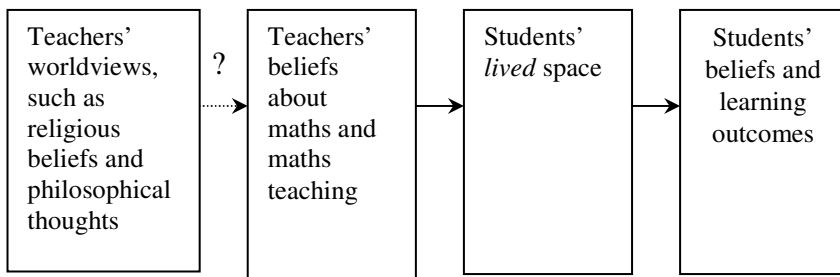 Teachers’
worldviews,
such as
religious
beliefs and
philosophical
thoughts
?
Teachers’
beliefs
about
maths and
maths
teaching
Students’
lived space
Students’
beliefs and
learning
outcomes